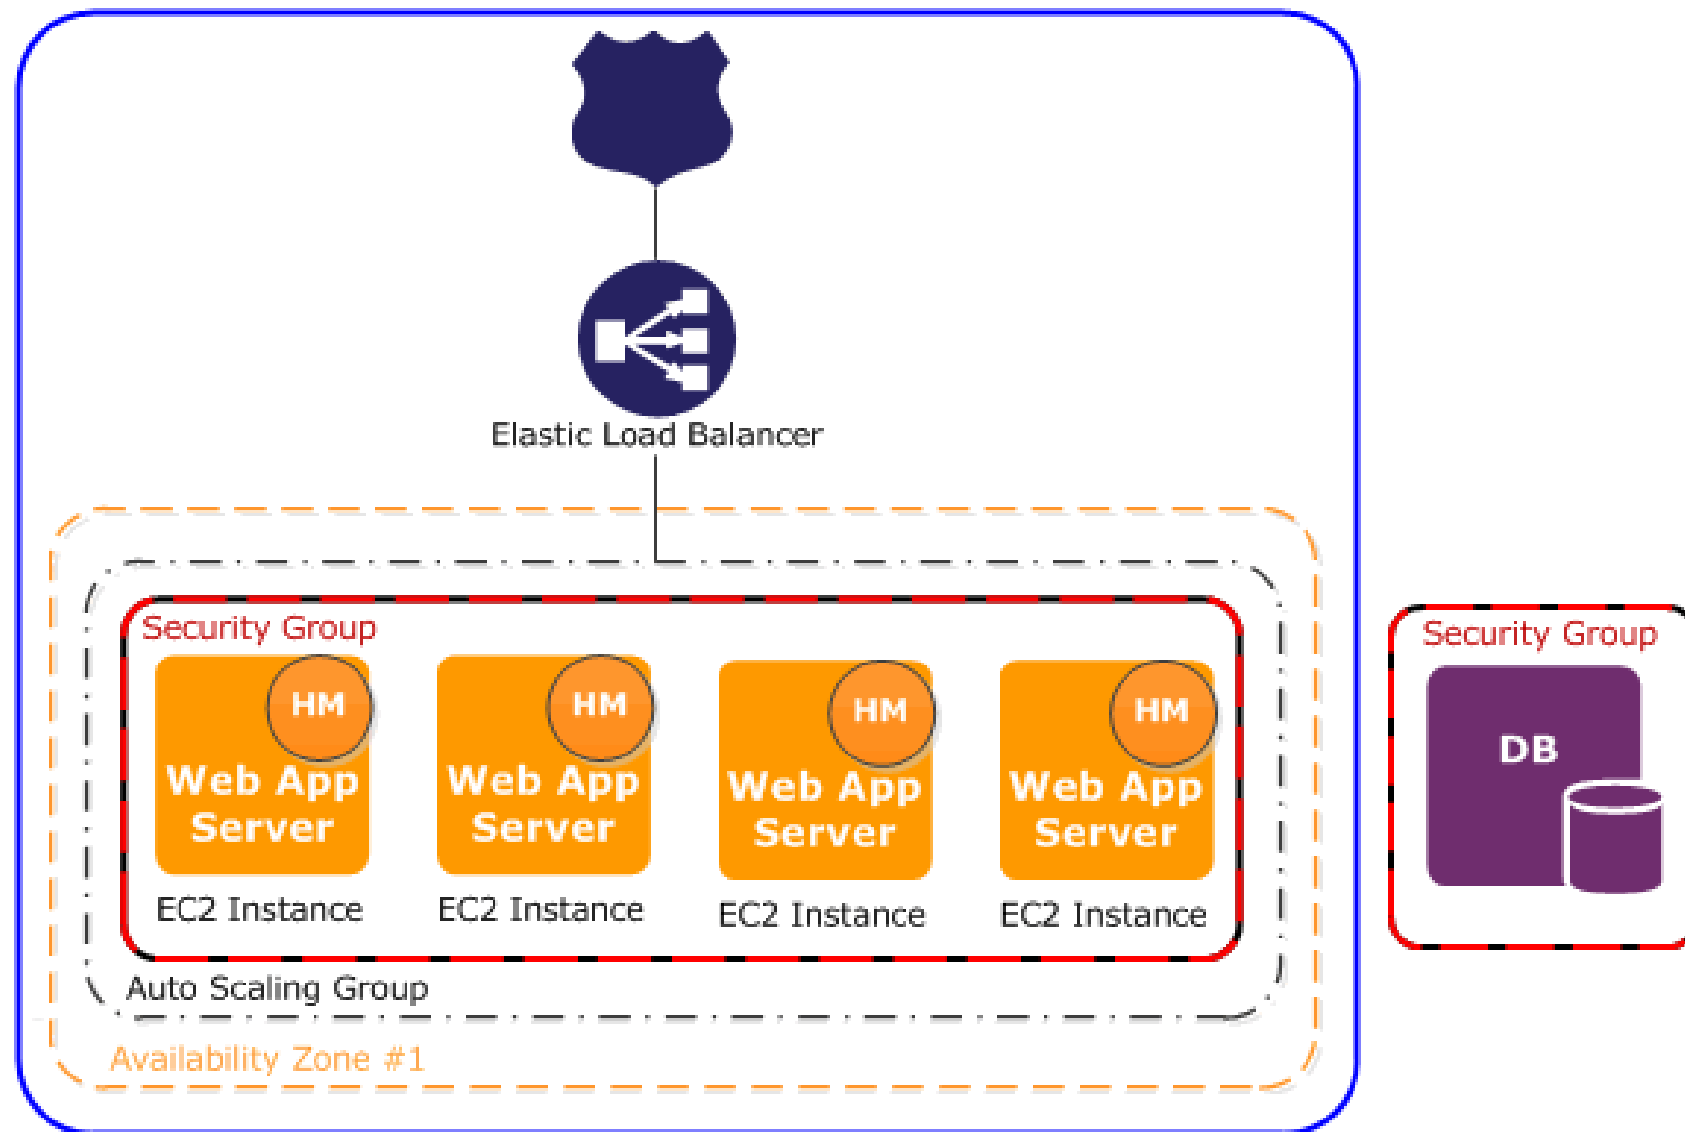 Elastic Load Balancer
Security Group
HM
Web App
Server
EC2 Instance
HM
Web App
Server
EC2 Instance
HM
Web App
Server
EC2 Instance
HM
Web App
Server
EC2 Instance
Auto Scaling Group
Availability Zone #1
Security Group
DB